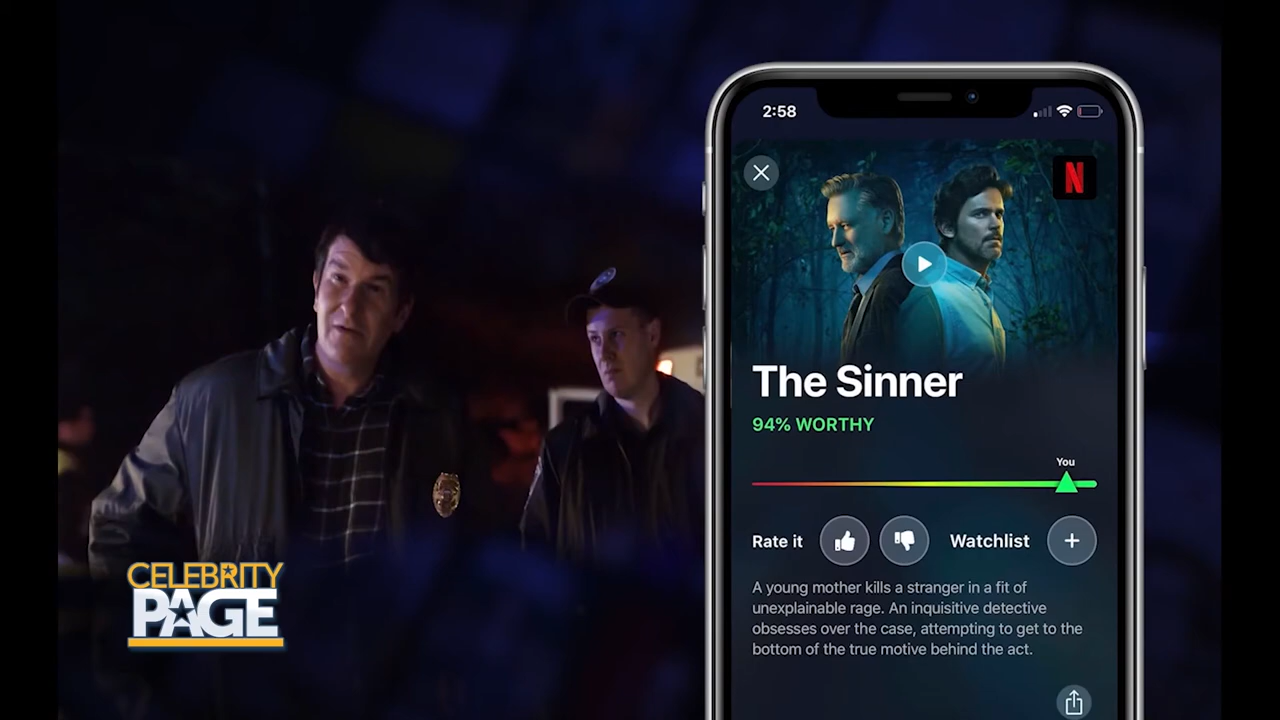 2:58
N
The Sinner
94% WORTHY
You
Rate it
Watchlist
A young mother kills a stranger in a fit of
unexplainable rage. An inquisitive detective
obsesses over the case, attempting to get to the
bottom of the true motive behind the act.
CELEBRITY
PAGE